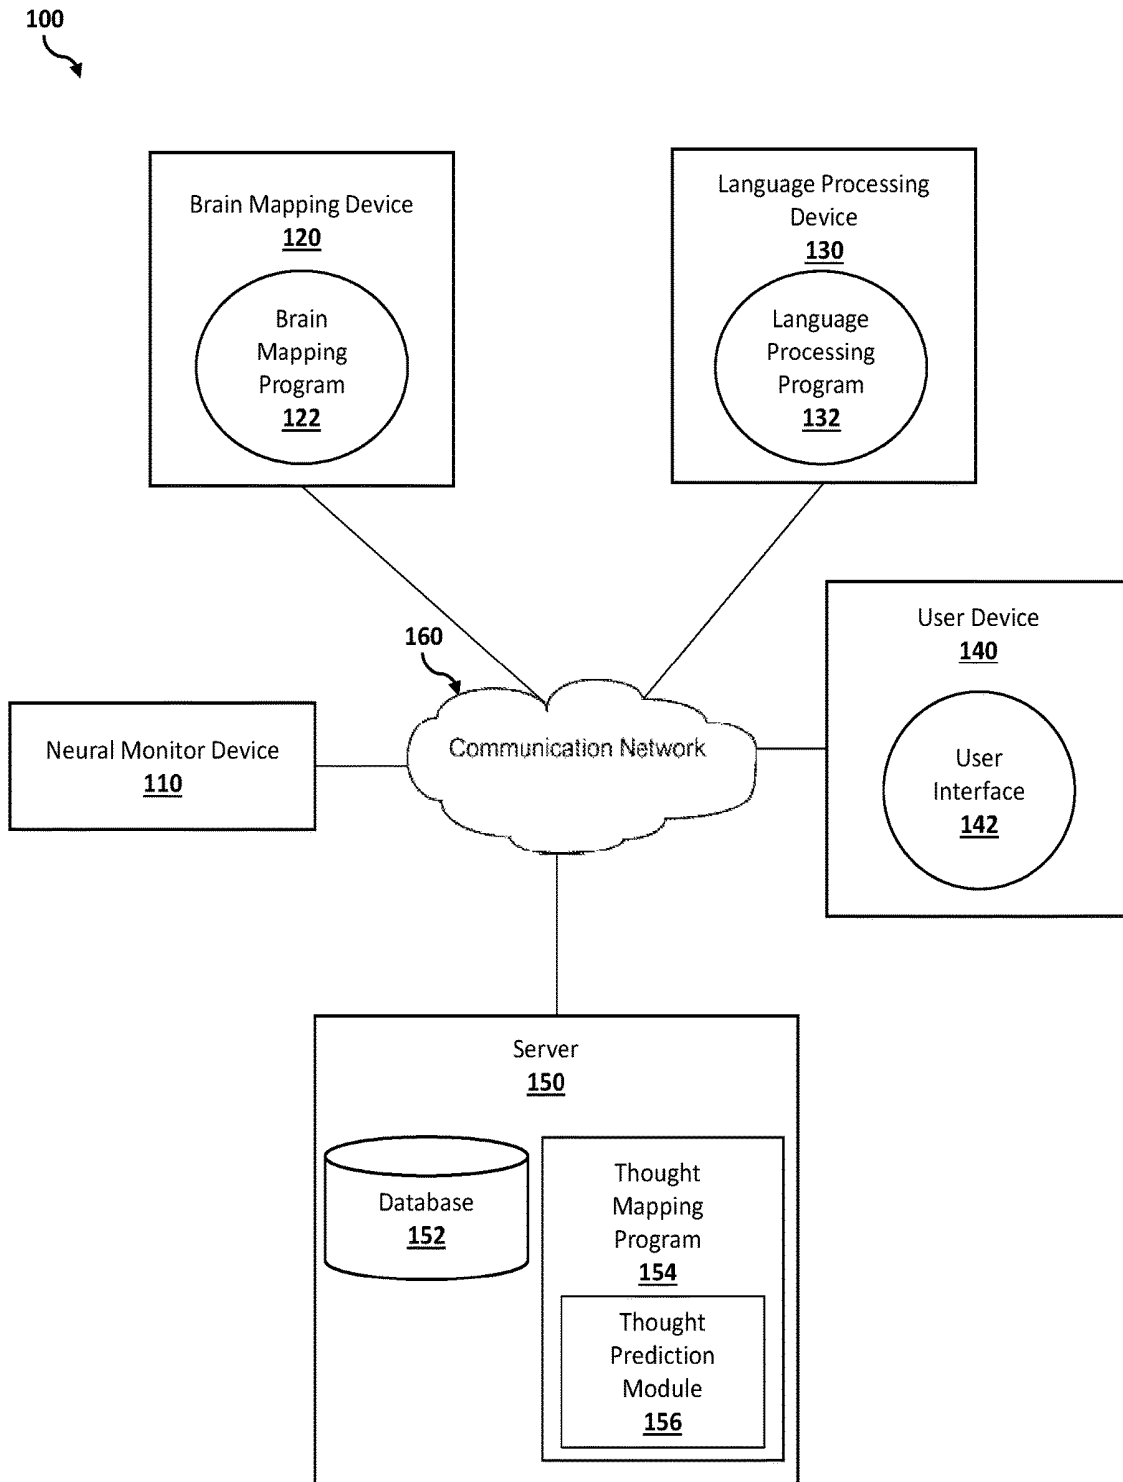 100
Brain Mapping Device
120
Brain
Mapping
Program
122
Language Processing
Device
130
Language
Processing
Program
132
160
Communication Network
User Device
140
User
Interface
142
Neural Monitor Device
110
Server
150
Database
152
Thought
Mapping
Program
154
Thought
Prediction
Module
156